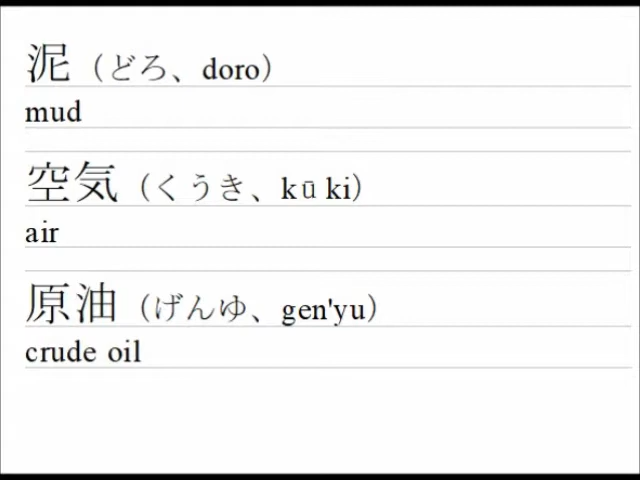 泥（どろ、doro）
mud
空気（くうき、kū ki）
air
原油（げんゆ、gen'yu）
crude oil